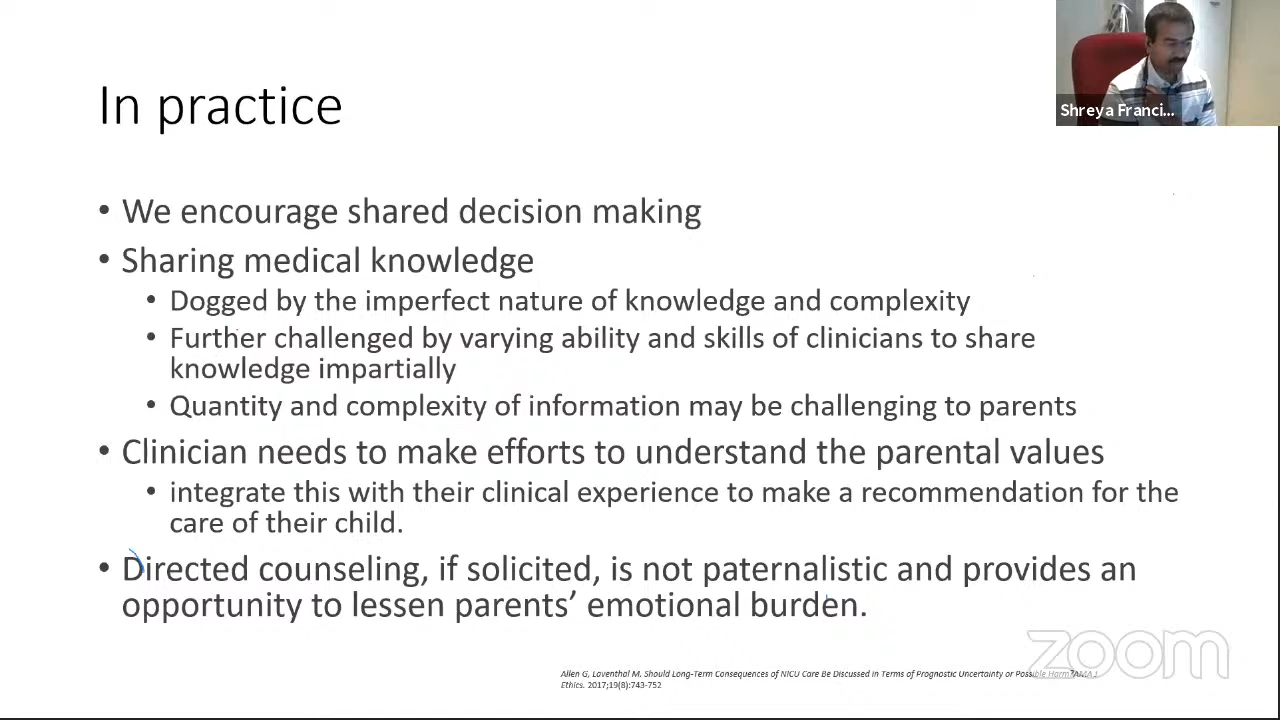 In practice
Shreya Franci...
• We encourage shared decision making
• Sharing medical knowledge
• Dogged by the imperfect nature of knowledge and complexity
• Further challenged by varying ability and skills of clinicians to share
knowledge impartially
• Quantity and complexity of information may be challenging to parents
• Clinician needs to make efforts to understand the parental values
• integrate this with their clinical experience to make a recommendation for the
care of their child.
• Directed counseling, if solicited, is not paternalistic and provides an
opportunity to lessen parents’ emotional burden.
zoom
Allen G, Laventhal M. Should Long-Term Consequences of NICU Care Be Discussed in Terms of Prognostic Uncertainty or Possible Harm? AMA J
Ethics. 2017;19(8):743-752